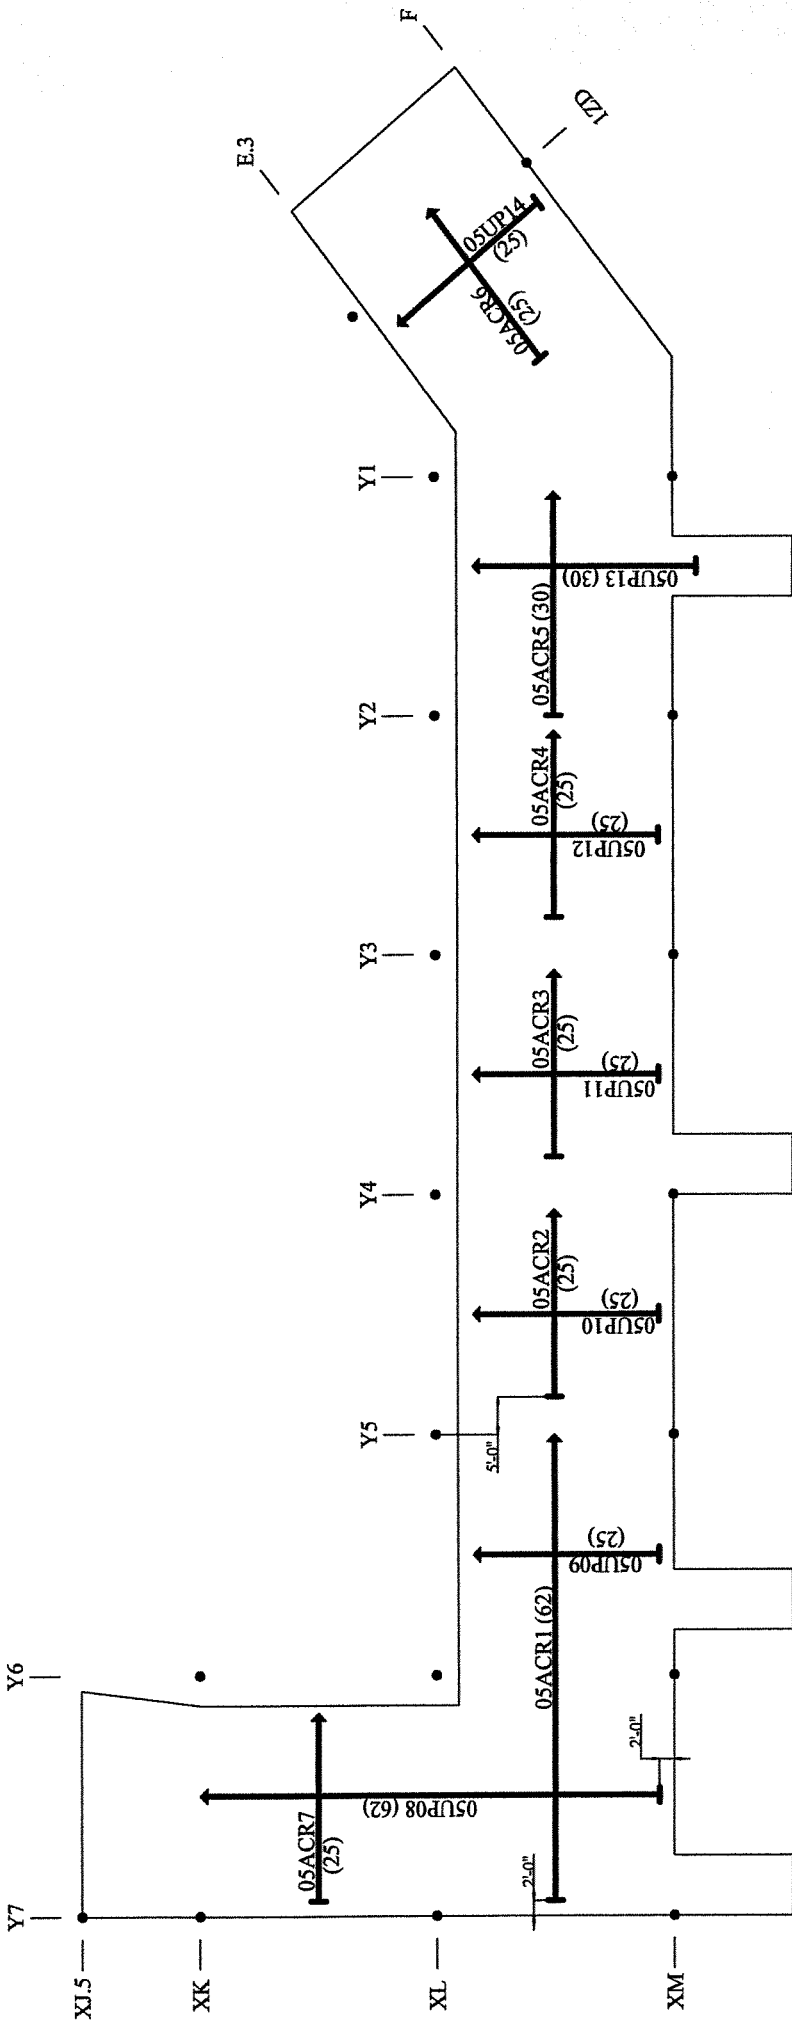 F
E.3
1ZD
05UP14
(25)
05ACR6
(25)
Y1
05UP13 (30)
05ACR5 (30)
Y2
05ACR4
(25)
05UP12
(25)
Y3
05ACR3
(25)
05UP11
(25)
Y4
05ACR2
(25)
05UP10
(25)
Y5
5'-0"
05UP09
(25)
05ACR1 (62)
Y6
2'-0"
05UP08 (62)
05ACR7
(25)
2'-0"
Y7
XJ.5
XK
XL
XM